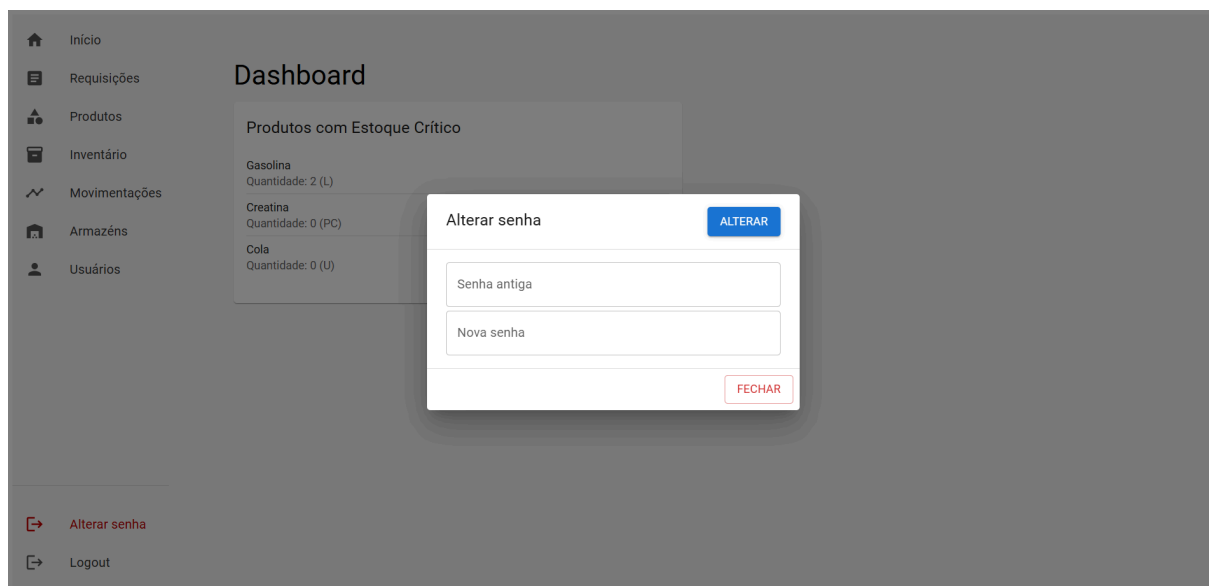 Início
Requisições
Produtos
Inventário
Movimentações
Armazéns
Usuários
Alterar senha
Logout
Dashboard
Produtos com Estoque Crítico
Gasolina
Quantidade: 2 (L)
Creatina
Quantidade: 0 (PC)
Cola
Quantidade: 0 (U)
Alterar senha
ALTERAR
Senha antiga
Nova senha
FECHAR